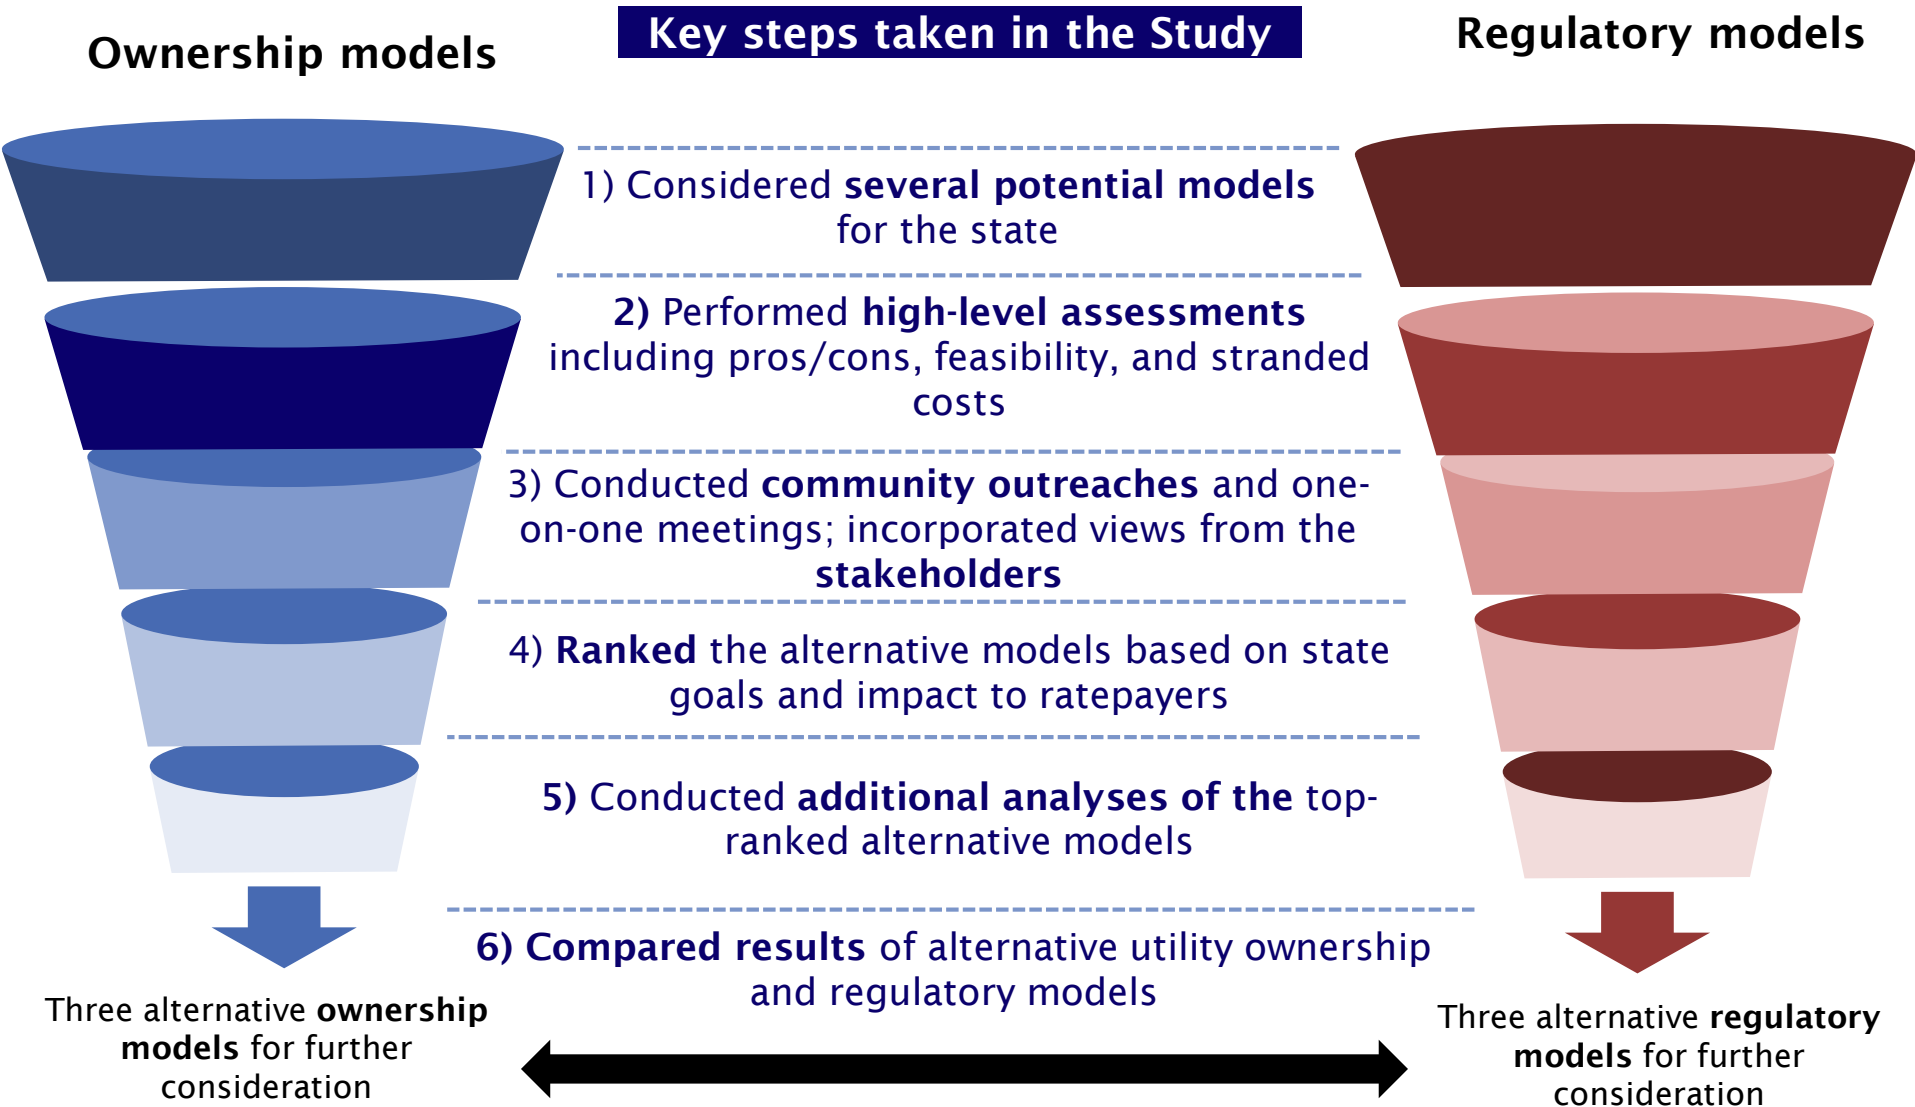 Ownership models
Key steps taken in the Study
Regulatory models
1) Considered several potential models
for the state
2) Performed high-level assessments
including pros/cons, feasibility, and stranded
costs
3) Conducted community outreaches and one-
on-one meetings; incorporated views from the
stakeholders
4) Ranked the alternative models based on state
goals and impact to ratepayers
5) Conducted additional analyses of the top-
ranked alternative models
6) Compared results of alternative utility ownership
and regulatory models
Three alternative ownership
models for further
consideration
Three alternative regulatory
models for further
consideration